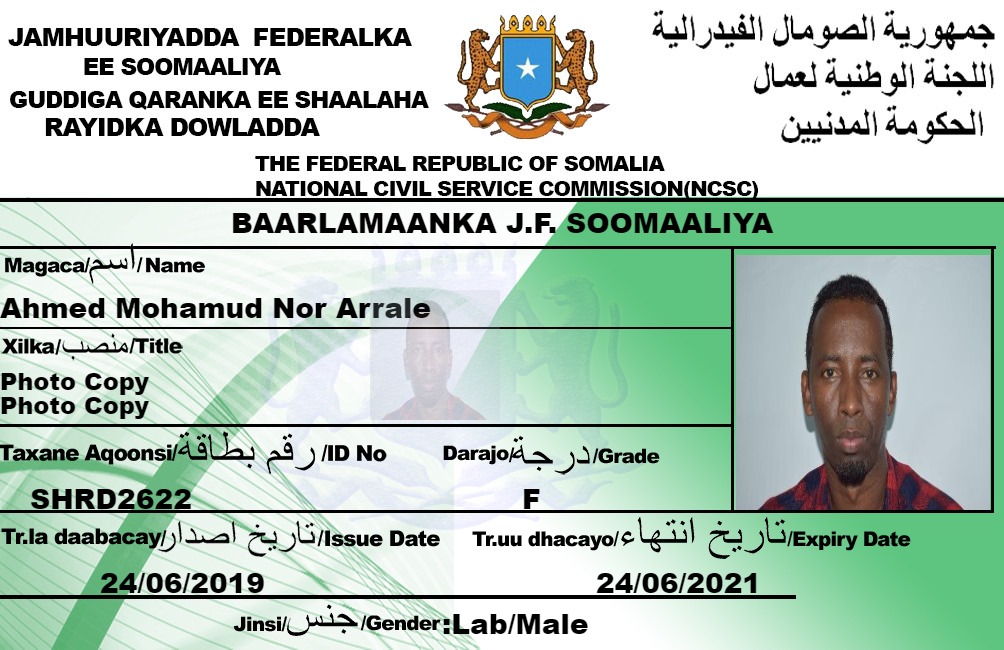 JAMHUURIYADDA FEDERALKA
EE SOOMAALIYA
GUDDIGA QARANKA EE SHAALAHA
RAYIDKA DOWLADDA
جمهورية الصومال الفيدرالية
اللجنة الوطنية لعمال
الحكومة المدنيين
THE FEDERAL REPUBLIC OF SOMALIA
NATIONAL CIVIL SERVICE COMMISSION(NCSC)
BAARLAMAANKA J.F. SOOMAALIYA
Magaca/اسم/Name
Ahmed Mohamud Nor Arrale
Xilka/منصب/Title
Photo Copy
Photo Copy
Taxane Aqoonsi/رقم بطاقة/ID No
Darajo/درجة/Grade
SHRD2622
F
Tr.la daabacay/تاريخ اصدار/Issue Date
Tr.uu dhacayo/تاريخ انتهاء/Expiry Date
24/06/2019
24/06/2021
Jinsi/جنس/Gender:Lab/Male